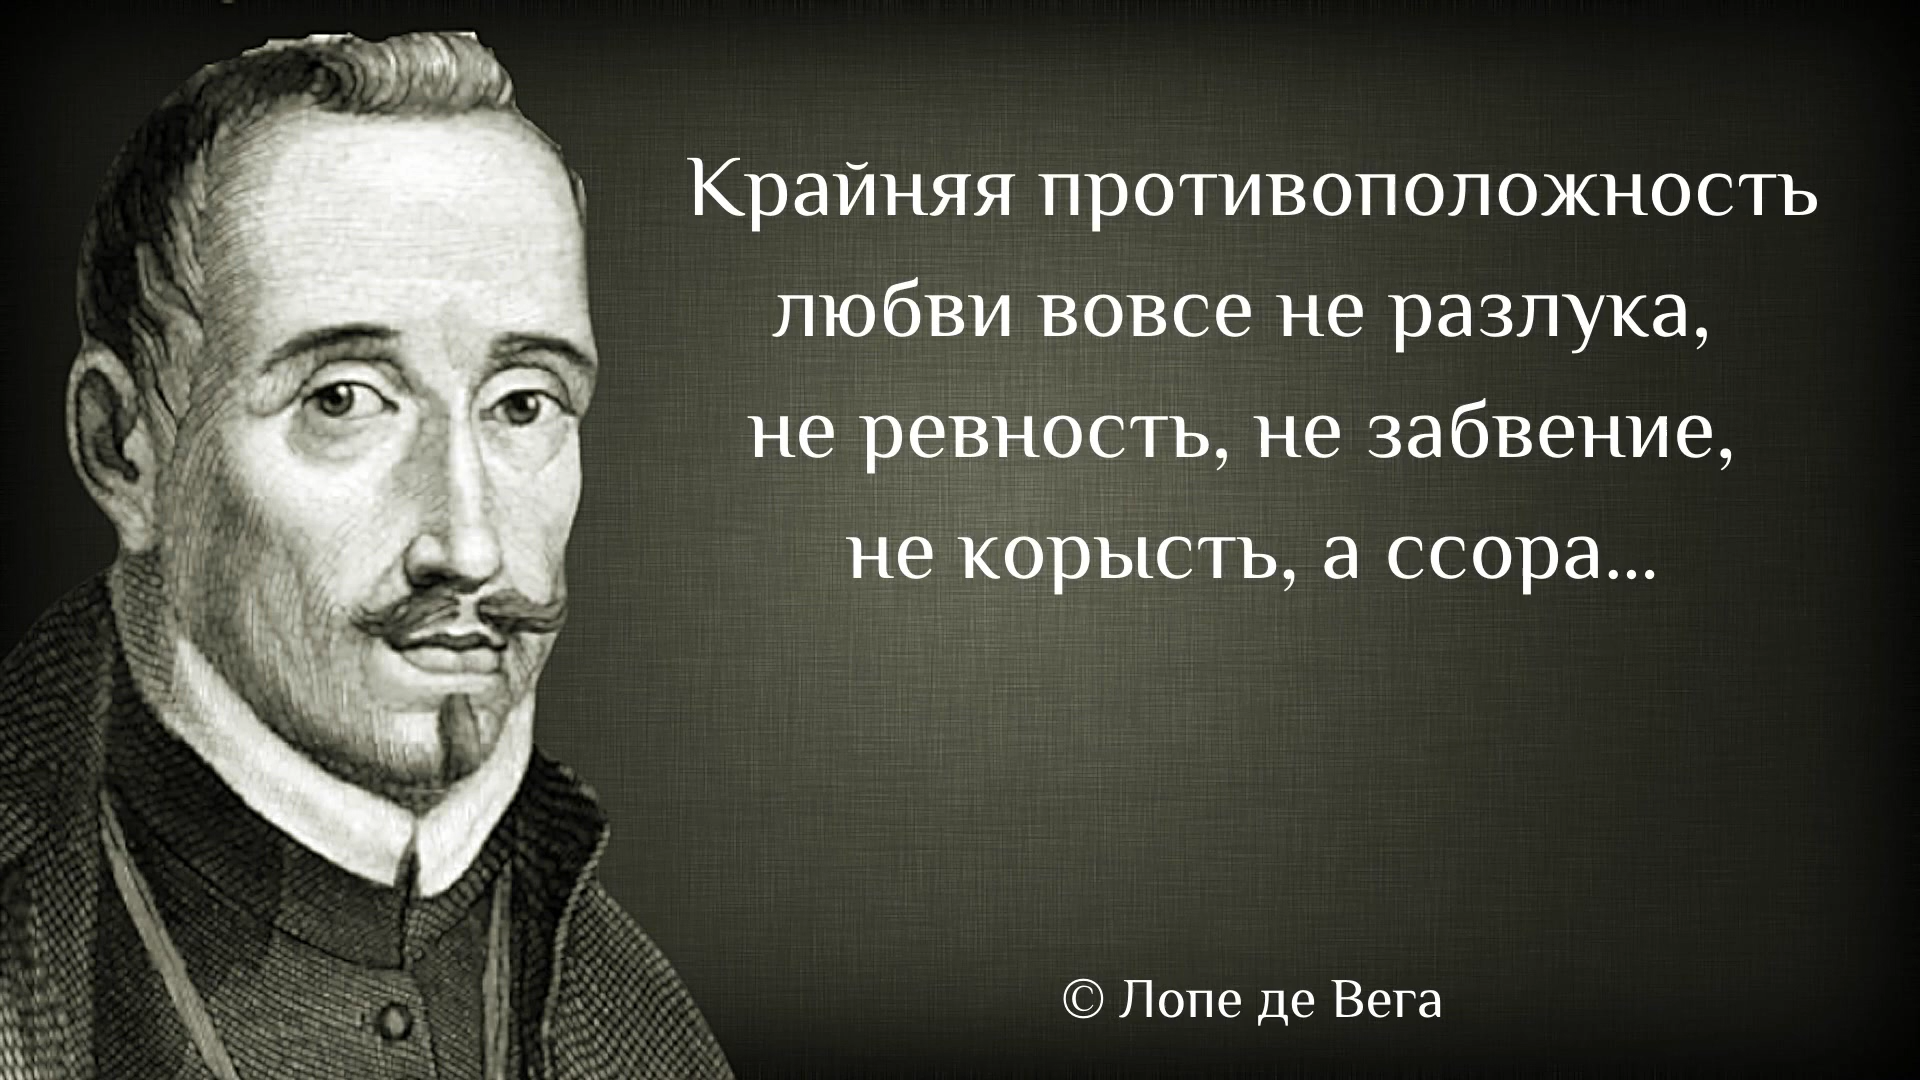 Крайняя противоположность
любви вовсе не разлука,
не ревность, не забвение,
не корысть, а ссора...
© Лопе де Вега